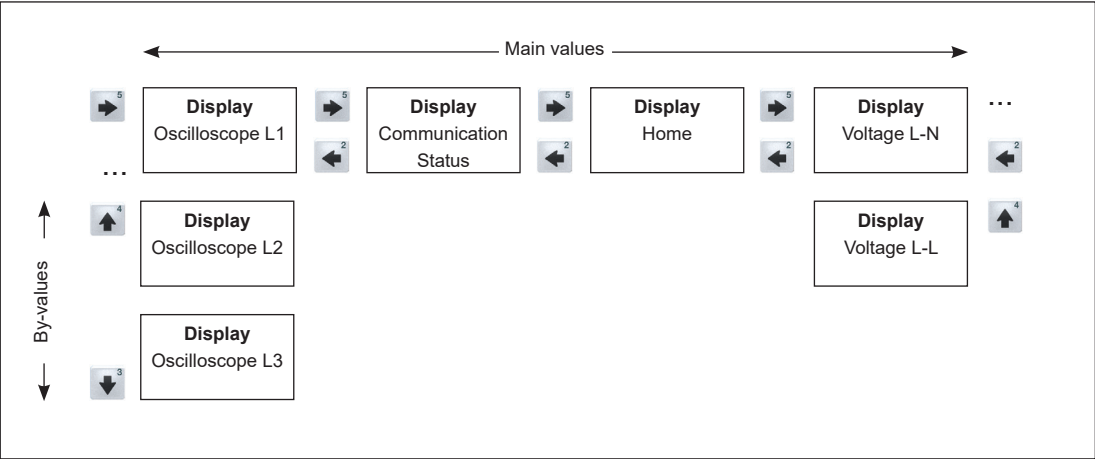 Main values
5
Display
Oscilloscope L1
5
2
Display
Communication
Status
5
2
Display
Home
5
2
Display
Voltage L-N
...
2
...
4
Display
Oscilloscope L2
Display
Voltage L-L
4
By-values
Display
Oscilloscope L3
3